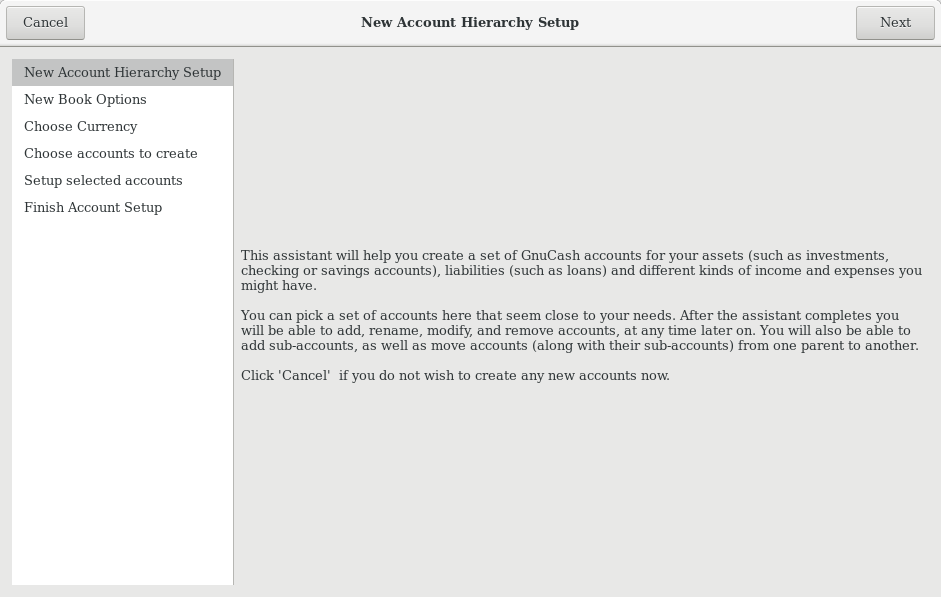 Cancel
New Account Hierarchy Setup
Next
New Account Hierarchy Setup
New Book Options
Choose Currency
Choose accounts to create
Setup selected accounts
Finish Account Setup
This assistant will help you create a set of GnuCash accounts for your assets (such as investments,
checking or savings accounts), liabilities (such as loans) and different kinds of income and expenses you
might have.
You can pick a set of accounts here that seem close to your needs. After the assistant completes you
will be able to add, rename, modify, and remove accounts, at any time later on. You will also be able to
add sub-accounts, as well as move accounts (along with their sub-accounts) from one parent to another.
Click 'Cancel'  if you do not wish to create any new accounts now.